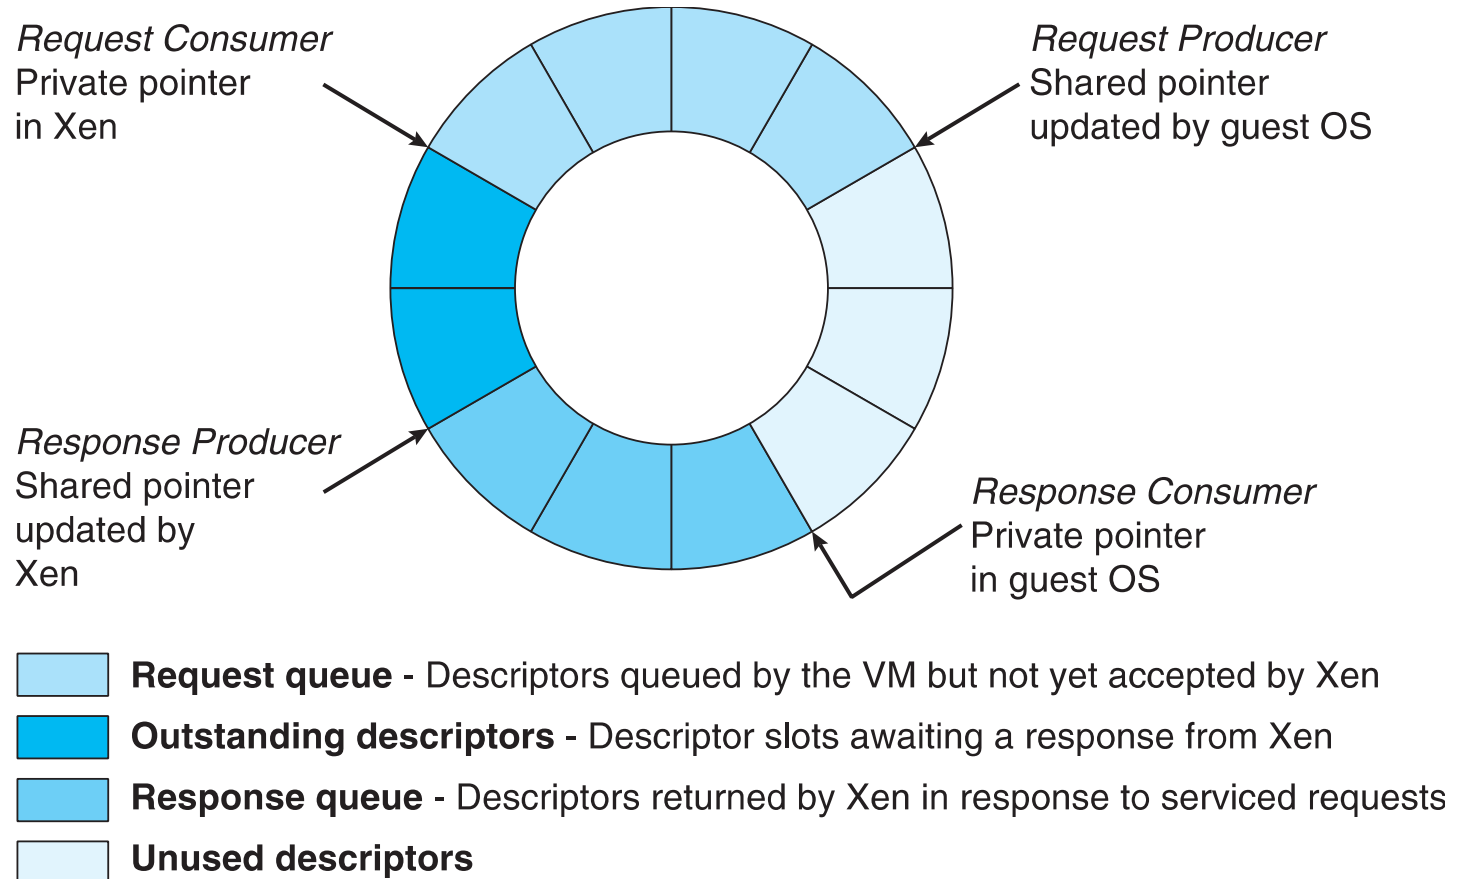 Request Consumer
Private pointer
in Xen
Request Producer
Shared pointer
updated by guest OS
Response Producer
Shared pointer
updated by
Xen
Response Consumer
Private pointer
in guest OS
Request queue - Descriptors queued by the VM but not yet accepted by Xen
Outstanding descriptors - Descriptor slots awaiting a response from Xen
Response queue - Descriptors returned by Xen in response to serviced requests
Unused descriptors